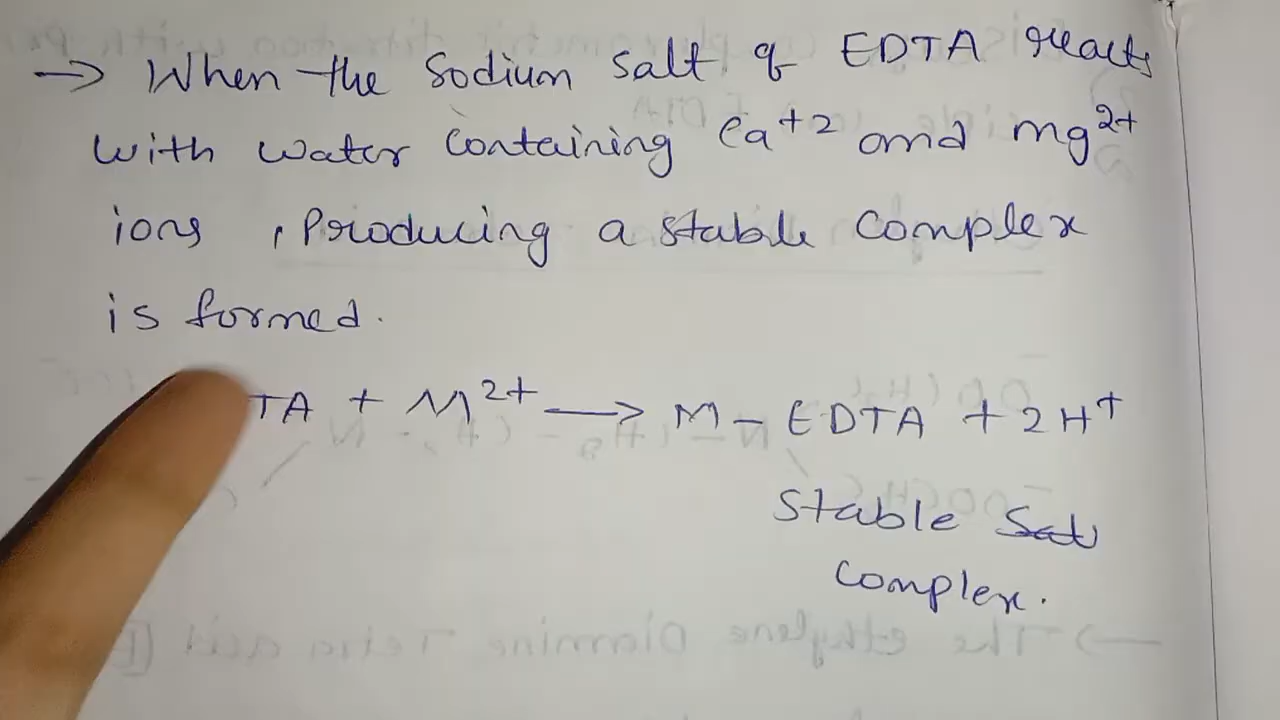 → When the Sodium Salt of EDTA reacts
with water Containing Ca⁺² and mg²⁺
ions, Producing a stable Complex
is formed.
TA + M²⁺ → M - EDTA + 2H⁺
Stable
Complex.